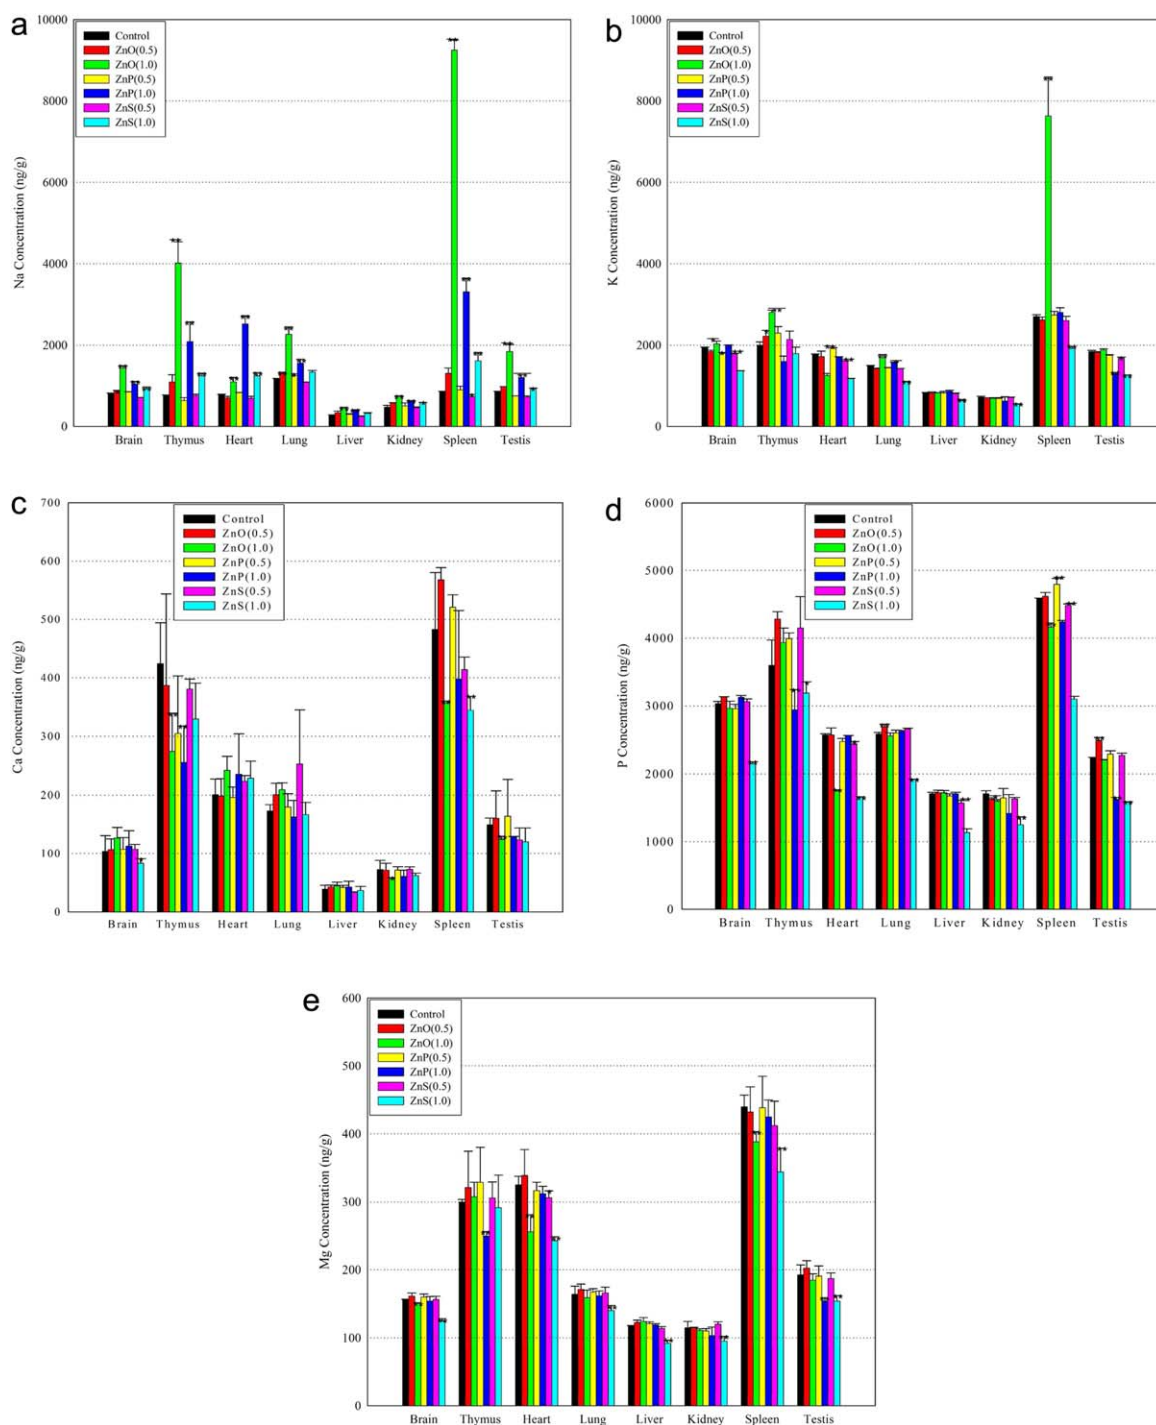 a
10000
8000
6000
4000
2000
0
Na Concentration (ng/g)
Control
ZnO(0.5)
ZnO(1.0)
ZnP(0.5)
ZnP(1.0)
ZnS(0.5)
ZnS(1.0)
Brain Thymus Heart Lung Liver Kidney Spleen Testis
b
10000
8000
6000
4000
2000
0
K Concentration (ng/g)
Control
ZnO(0.5)
ZnO(1.0)
ZnP(0.5)
ZnP(1.0)
ZnS(0.5)
ZnS(1.0)
Brain Thymus Heart Lung Liver Kidney Spleen Testis
c
700
600
500
400
300
200
100
0
Ca Concentration (ng/g)
Control
ZnO(0.5)
ZnO(1.0)
ZnP(0.5)
ZnP(1.0)
ZnS(0.5)
ZnS(1.0)
Brain Thymus Heart Lung Liver Kidney Spleen Testis
d
6000
5000
4000
3000
2000
1000
0
P Concentration (ng/g)
Control
ZnO(0.5)
ZnO(1.0)
ZnP(0.5)
ZnP(1.0)
ZnS(0.5)
ZnS(1.0)
Brain Thymus Heart Lung Liver Kidney Spleen Testis
e
600
500
400
300
200
100
0
Mg Concentration (ng/g)
Control
ZnO(0.5)
ZnO(1.0)
ZnP(0.5)
ZnP(1.0)
ZnS(0.5)
ZnS(1.0)
Brain Thymus Heart Lung Liver Kidney Spleen Testis